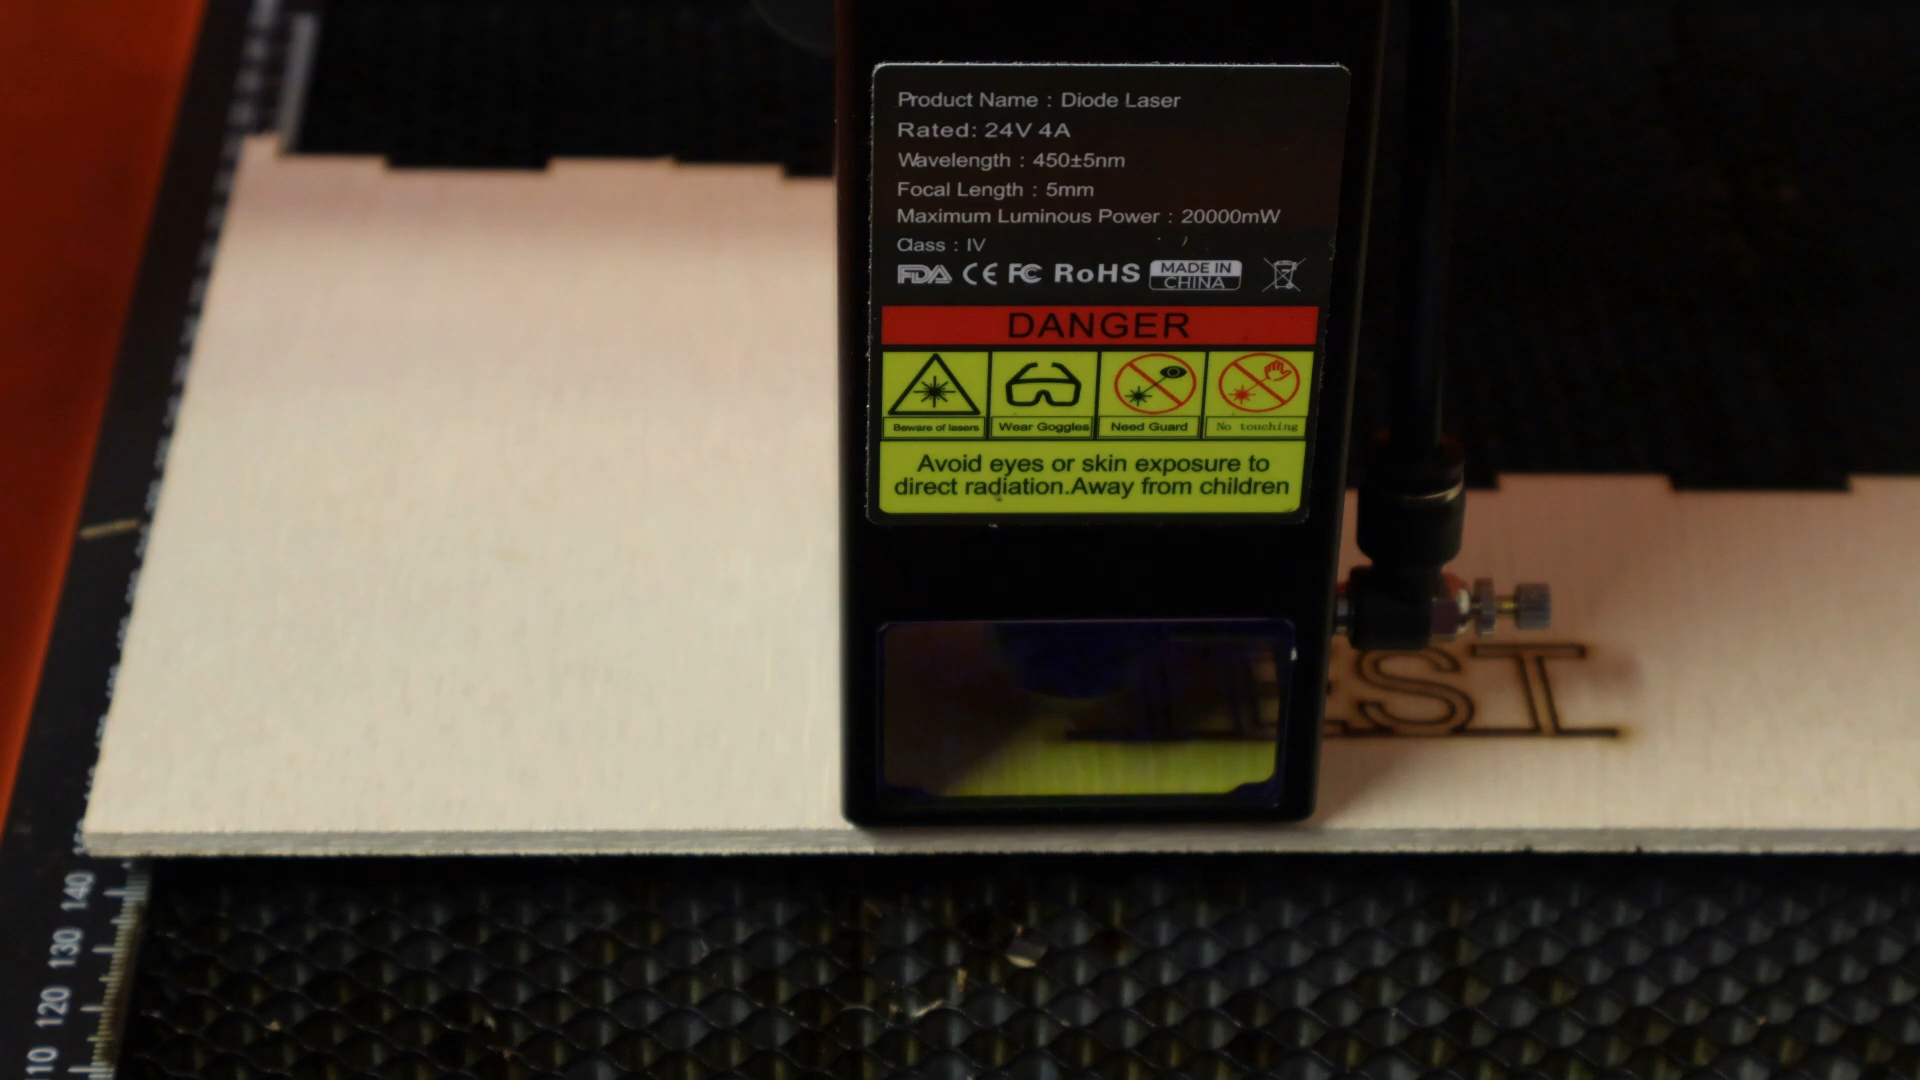 Product Name : Diode Laser
Rated: 24V 4A
Wavelength : 450±5nm
Focal Length : 5mm
Maximum Luminous Power : 20000mW
Class : IV
FDA CE FC RoHS MADE IN CHINA
DANGER
Beware of lasers Wear Goggles Need Guard No touching
Avoid eyes or skin exposure to
direct radiation.Away from children
TEST
140
130
120
110